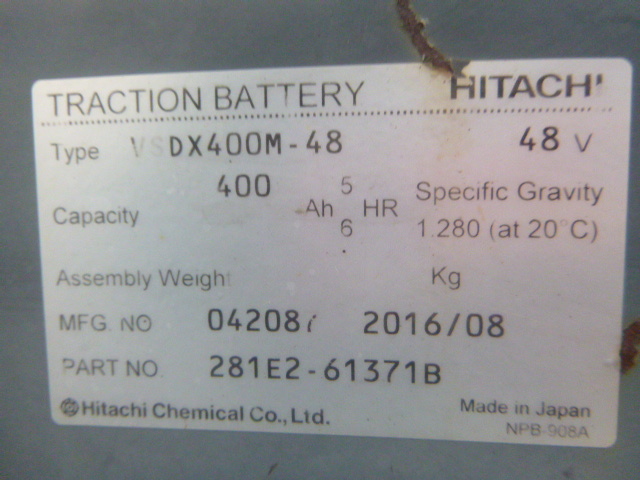 TRACTION BATTERY HITACHI
Type VSDX400M-48 48 V
Capacity 400 Ah 5 HR Specific Gravity
6 1.280 (at 20°C)
Assembly Weight Kg
MFG. NO 04208 2016/08
PART NO. 281E2-61371B
Hitachi Chemical Co., Ltd. Made in Japan
NPB-908A